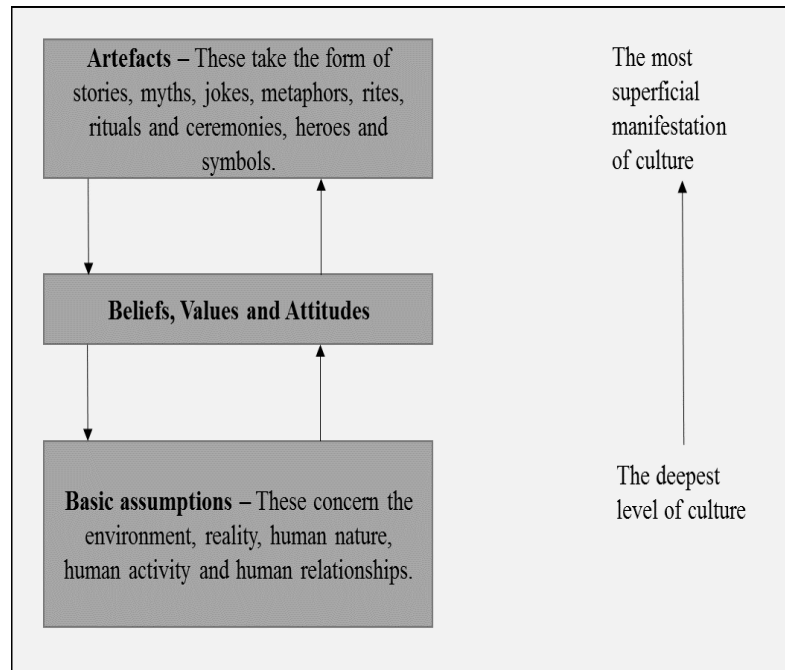 Artefacts – These take the form of
stories, myths, jokes, metaphors, rites,
rituals and ceremonies, heroes and
symbols.
The most
superficial
manifestation
of culture
Beliefs, Values and Attitudes
Basic assumptions – These concern the
environment, reality, human nature,
human activity and human relationships.
The deepest
level of culture